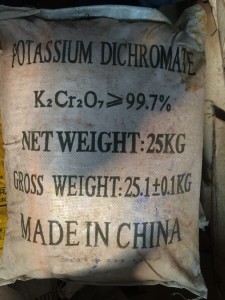 POTASSIUM DICHROMATE
K₂Cr₂O₇⩾99.7%
NET WEIGHT:25KG
GROSS WEIGHT:25.1±0.1KG
MADE IN CHINA